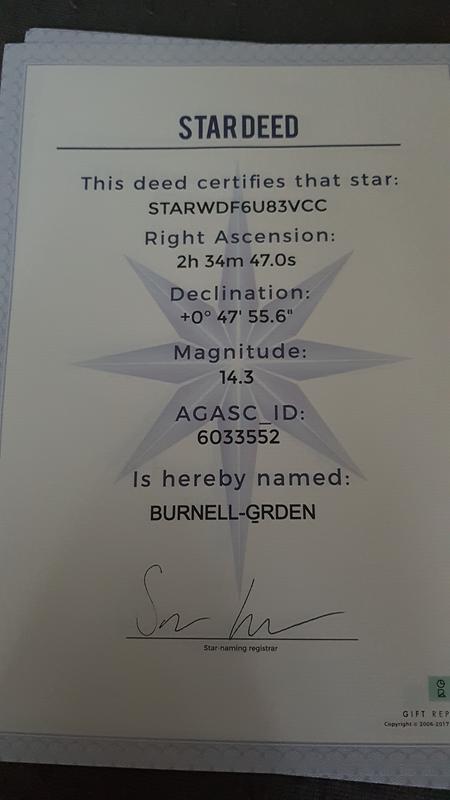 STAR DEED
This deed certifies that star:
STARWDF6U83VCC
Right Ascension:
2h 34m 47.0s
Declination:
+0° 47' 55.6"
Magnitude:
14.3
AGASC_ID:
6033552
Is hereby named:
BURNELL-GRDEN
Star-naming registrar
GIFT REP
Copyright © 2006-2017